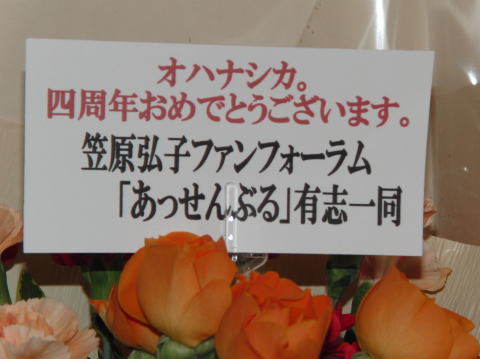 オハナシカ。
四周年おめでとうございます。
笠原弘子ファンフォーラム
「あっせんぶる」有志一同